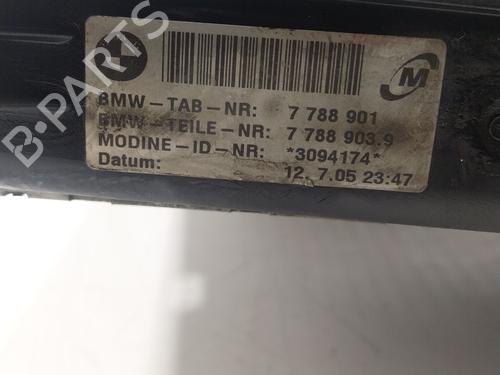 B-PARTS
M
BMW-TAB-NR: 7 788 901
BMW-TEILE-NR: 7 788 903.9
MODINE-ID-NR: *3094174*
Datum: 12. 7.05 23:47